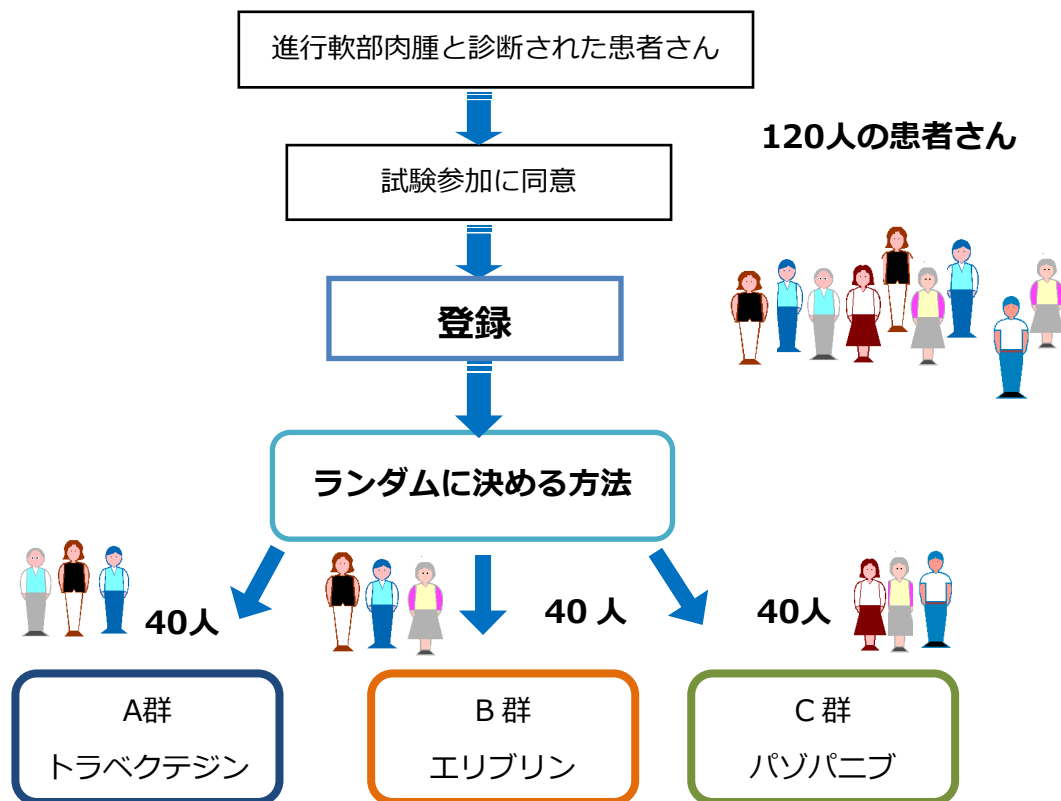 進行軟部肉腫と診断された患者さん
120人の患者さん
試験参加に同意
登録
ランダムに決める方法
40人
40 人
40人
A群
トラベクテジン
B 群
エリブリン
C 群
パゾパニブ